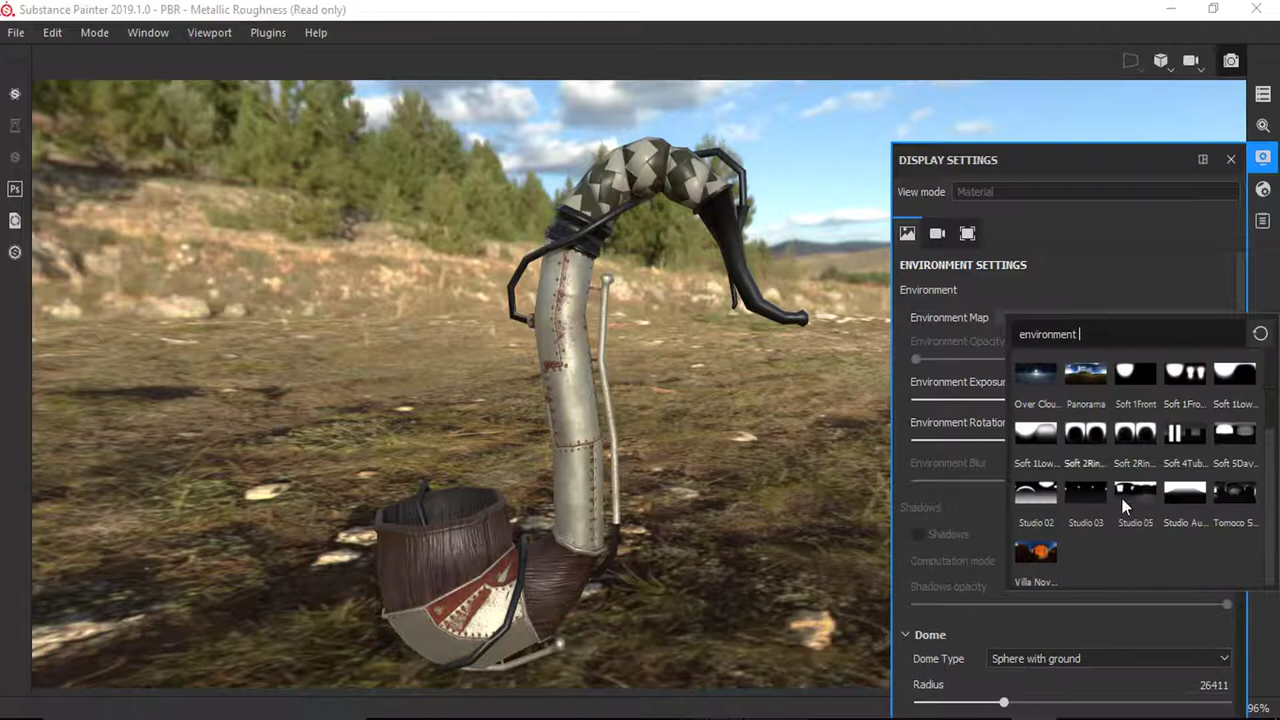 Substance Painter 2019.1.0 - PBR - Metallic Roughness (Read only)
File Edit Mode Window Viewport Plugins Help
Ps
DISPLAY SETTINGS
View mode Material
ENVIRONMENT SETTINGS
Environment
Environment Map
environment
Environment Opacity
Environment Exposur
Environment Rotatio
Environment Blur
Over Clou... Panorama Soft 1Front Soft 1Fro... Soft 1Low...
Soft 1Low... Soft 2Rin... Soft 2Rin... Soft 4Tub... Soft 5Day...
Studio 02 Studio 03 Studio 05 Studio Au... Tomoco S...
Villa Nov...
Shadows
Shadows
Computation mode
Shadows opacity
Dome
Dome Type Sphere with ground
Radius 26411
96%